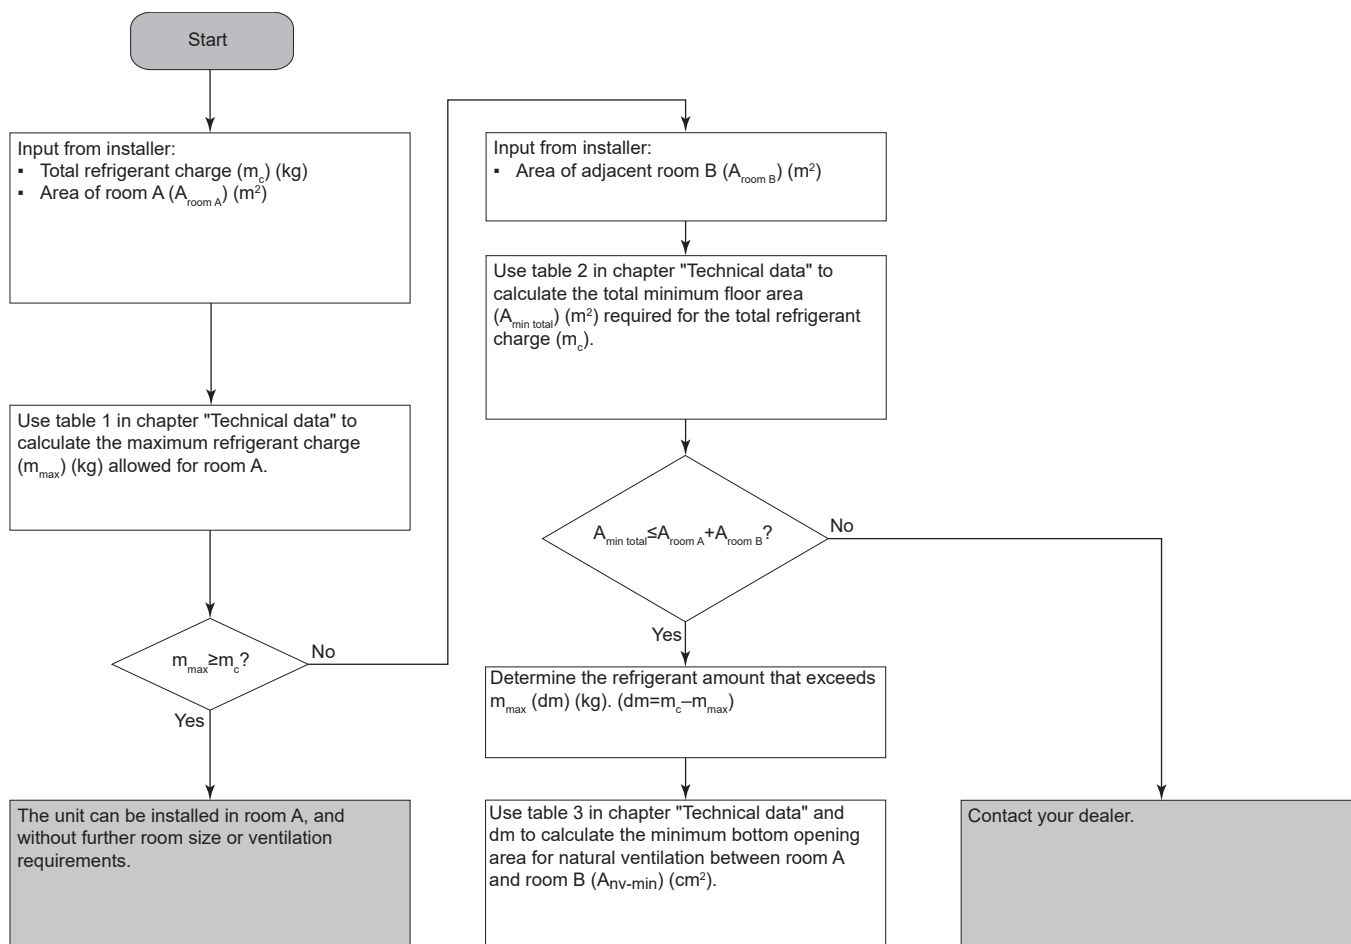 Start
Input from installer:
▪ Total refrigerant charge (mc) (kg)
▪ Area of room A (Aroom A) (m²)
Use table 1 in chapter "Technical data" to
calculate the maximum refrigerant charge
(mmax) (kg) allowed for room A.
mmax≥mc?
No
Yes
The unit can be installed in room A, and
without further room size or ventilation
requirements.
Input from installer:
▪ Area of adjacent room B (Aroom B) (m²)
Use table 2 in chapter "Technical data" to
calculate the total minimum floor area
(Amin total) (m²) required for the total refrigerant
charge (mc).
Amin total≤Aroom A+Aroom B?
No
Yes
Determine the refrigerant amount that exceeds
mmax (dm) (kg). (dm=mc–mmax)
Use table 3 in chapter "Technical data" and
dm to calculate the minimum bottom opening
area for natural ventilation between room A
and room B (Anv-min) (cm²).
Contact your dealer.